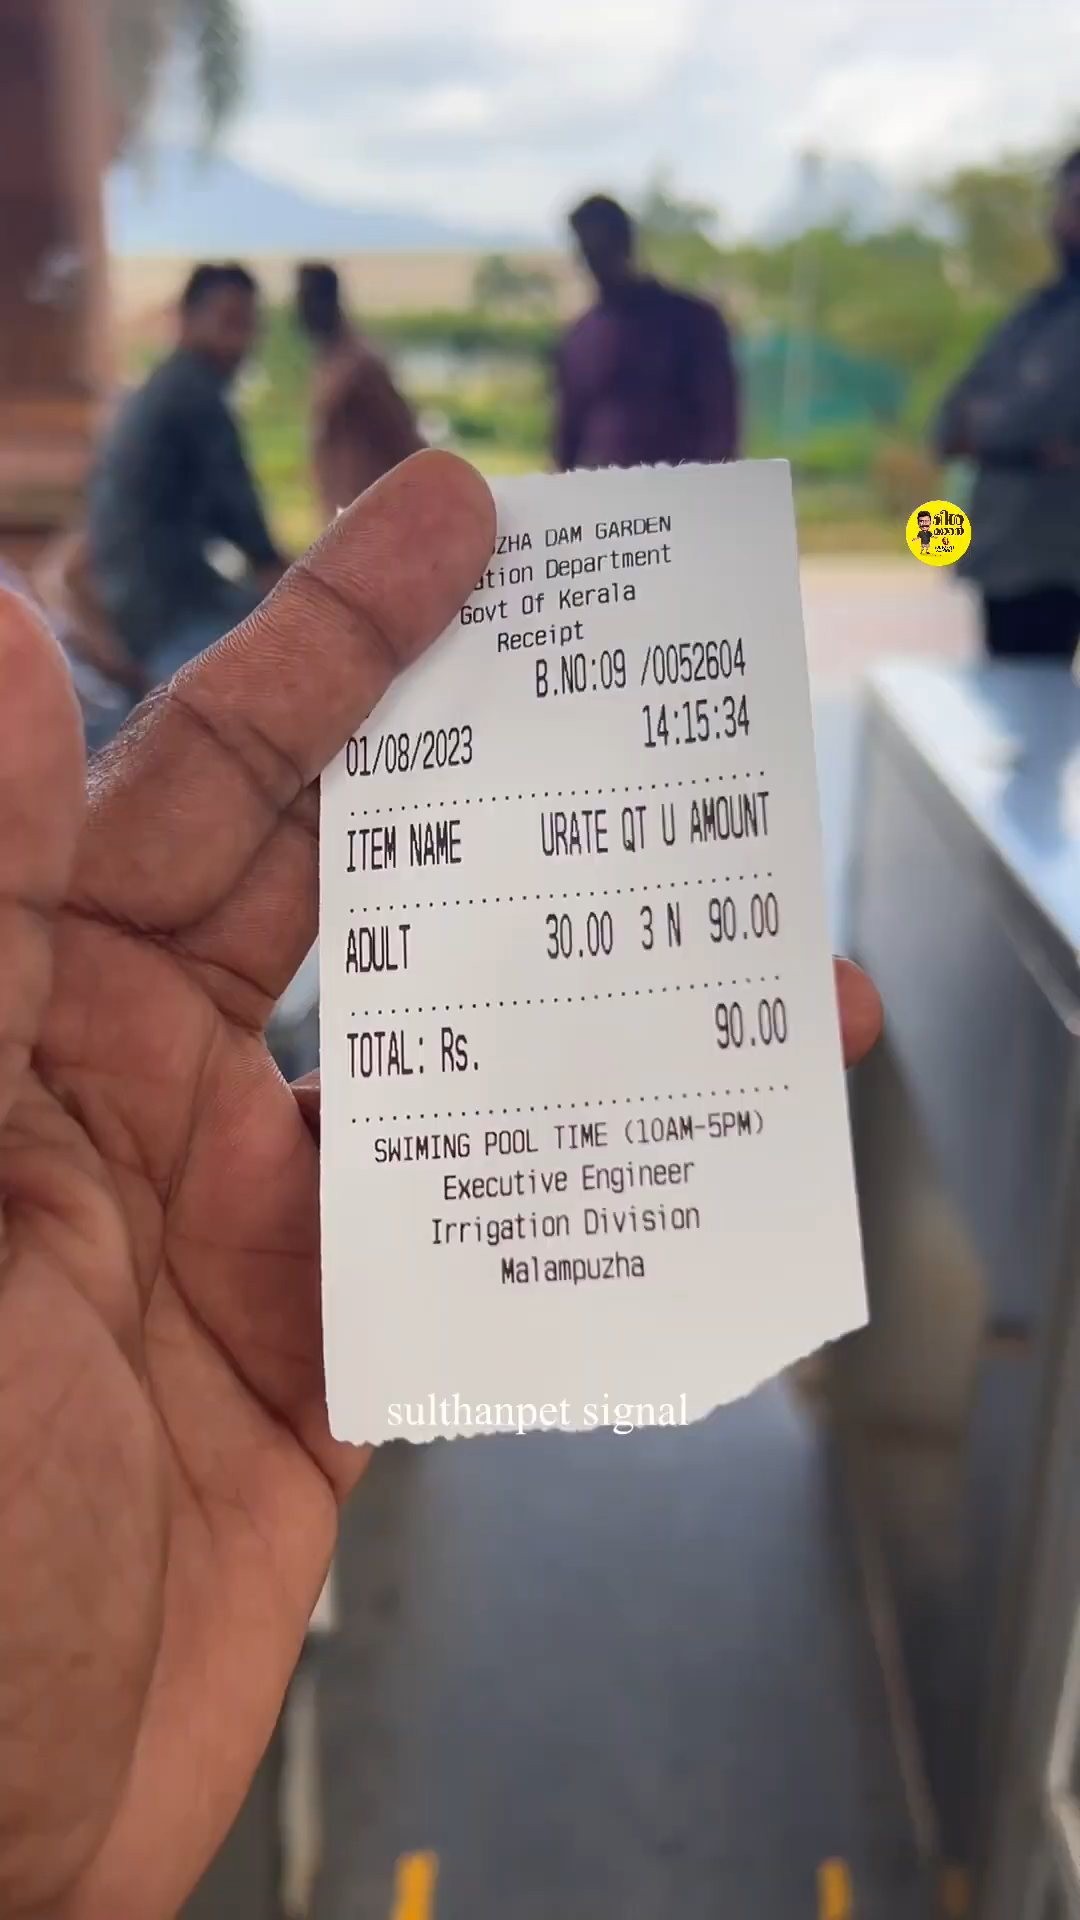 ZHA DAM GARDEN
ation Department
Govt Of Kerala
Receipt
B.NO:09 /0052604
01/08/2023 14:15:34
ITEM NAME URATE QT U AMOUNT
ADULT 30.00 3 N 90.00
TOTAL: Rs. 90.00
SWIMING POOL TIME (10AM-5PM)
Executive Engineer
Irrigation Division
Malampuzha
sulthanpet signal